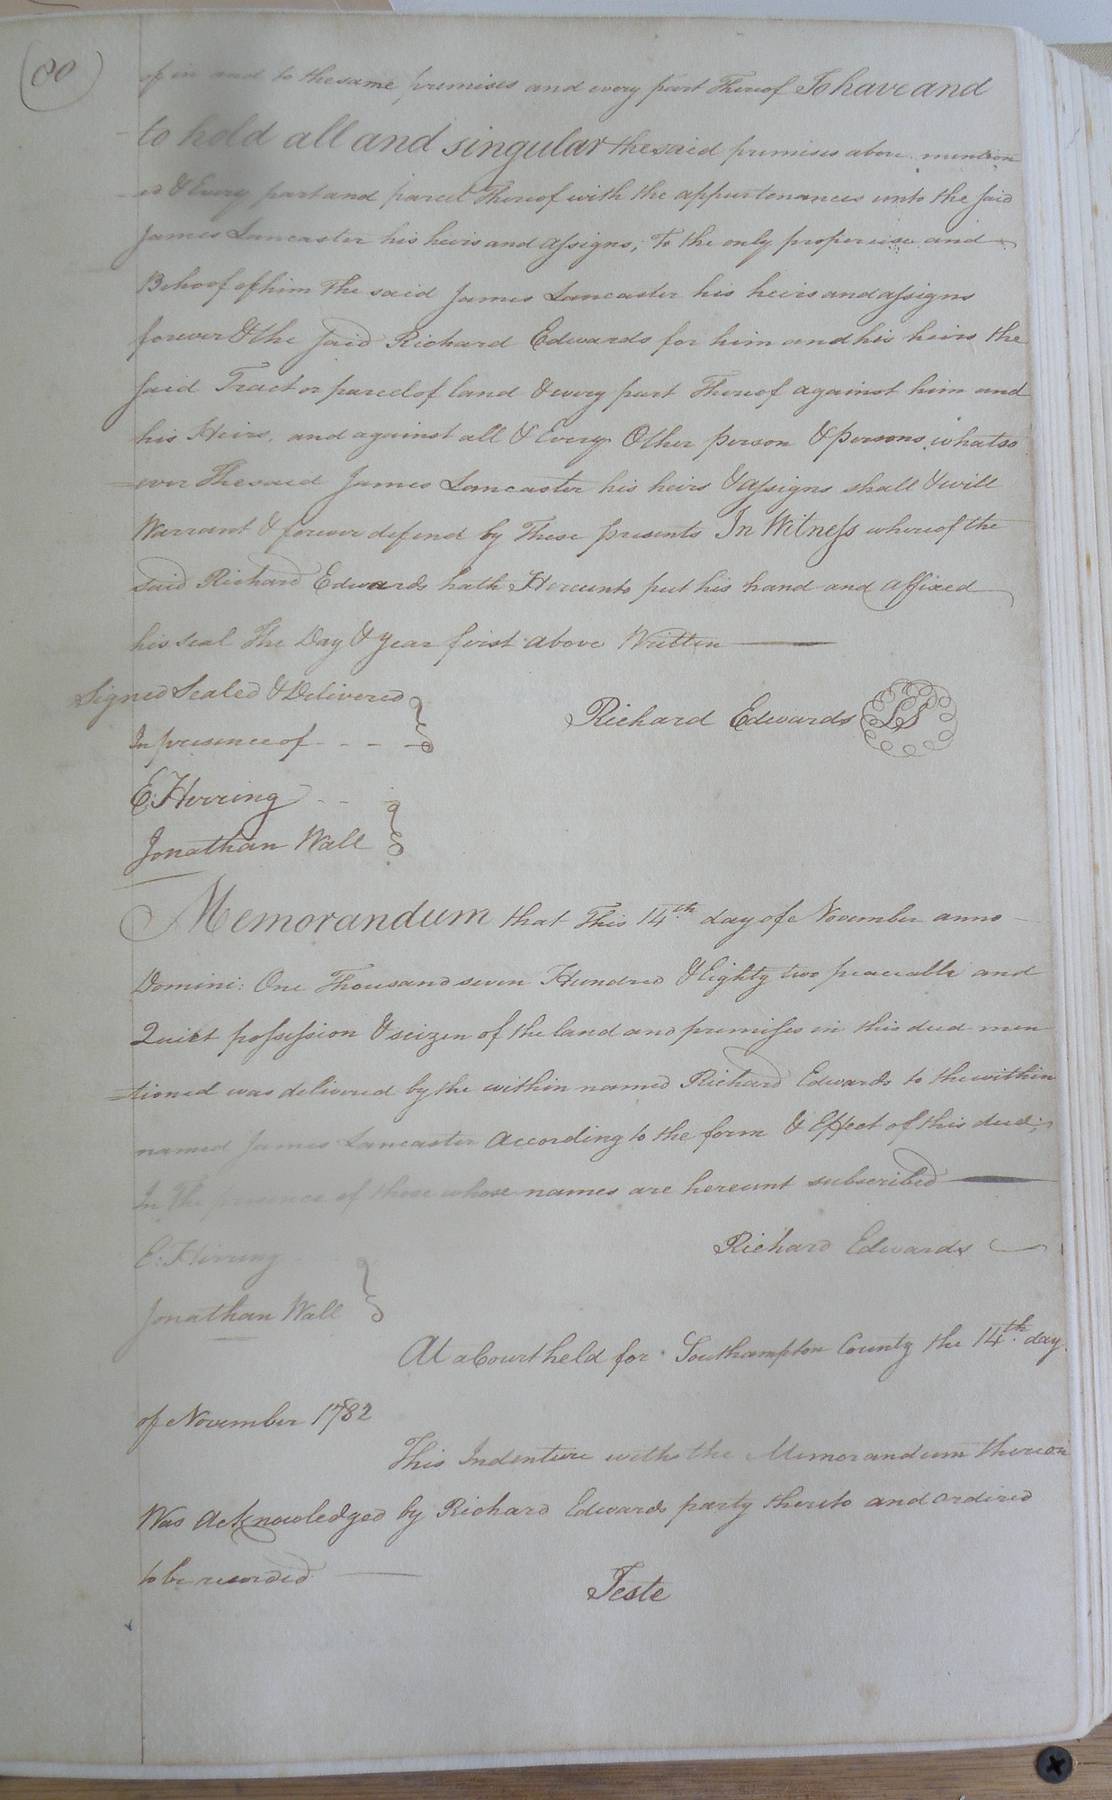 (80)
of in and to the same premises and every part Thereof To have and
to hold all and singular the said premises above mention
ed & Every part and parcel Thereof with the appurtenances unto the said
James Lancaster his heirs and assigns, To the only proper use and
Behoof of him The said James Lancaster his heirs and assigns
forever & the said Richard Edwards for him and his heirs the
said Tract or parcel of land & every part Thereof against him and
his Heirs, and against all & Every Other person & persons whatso
=ever The said James Lancaster his heirs & assigns shall & will
Warrant & forever defend by These presents In Witness whereof the
said Richard Edwards hath Hereunto put his hand and affixed
his seal The Day & year first above Written
Signed Sealed & Delivered
In presence of - - - -
Richard Edwards LS
E: Herring - -
Jonathan Wall
Memorandum that This 14th day of November anno
Domini: One Thousand seven Hundred & Eighty two peaceable and
Quiet possession & seizen of the land and premises in this deed men
=tioned was delivered by the within named Richard Edwards to the within
named James Lancaster According to the form & Effect of this deed;
In The presence of those whose names are hereunt subscribed
Richard Edwards
E: Herring
Jonathan Wall
At a Court held for Southampton County the 14th day
of November 1782
This Indenture with the Memorandum thereon
Was Acknowledged by Richard Edwards party thereto and ordered
to be recorded
Teste